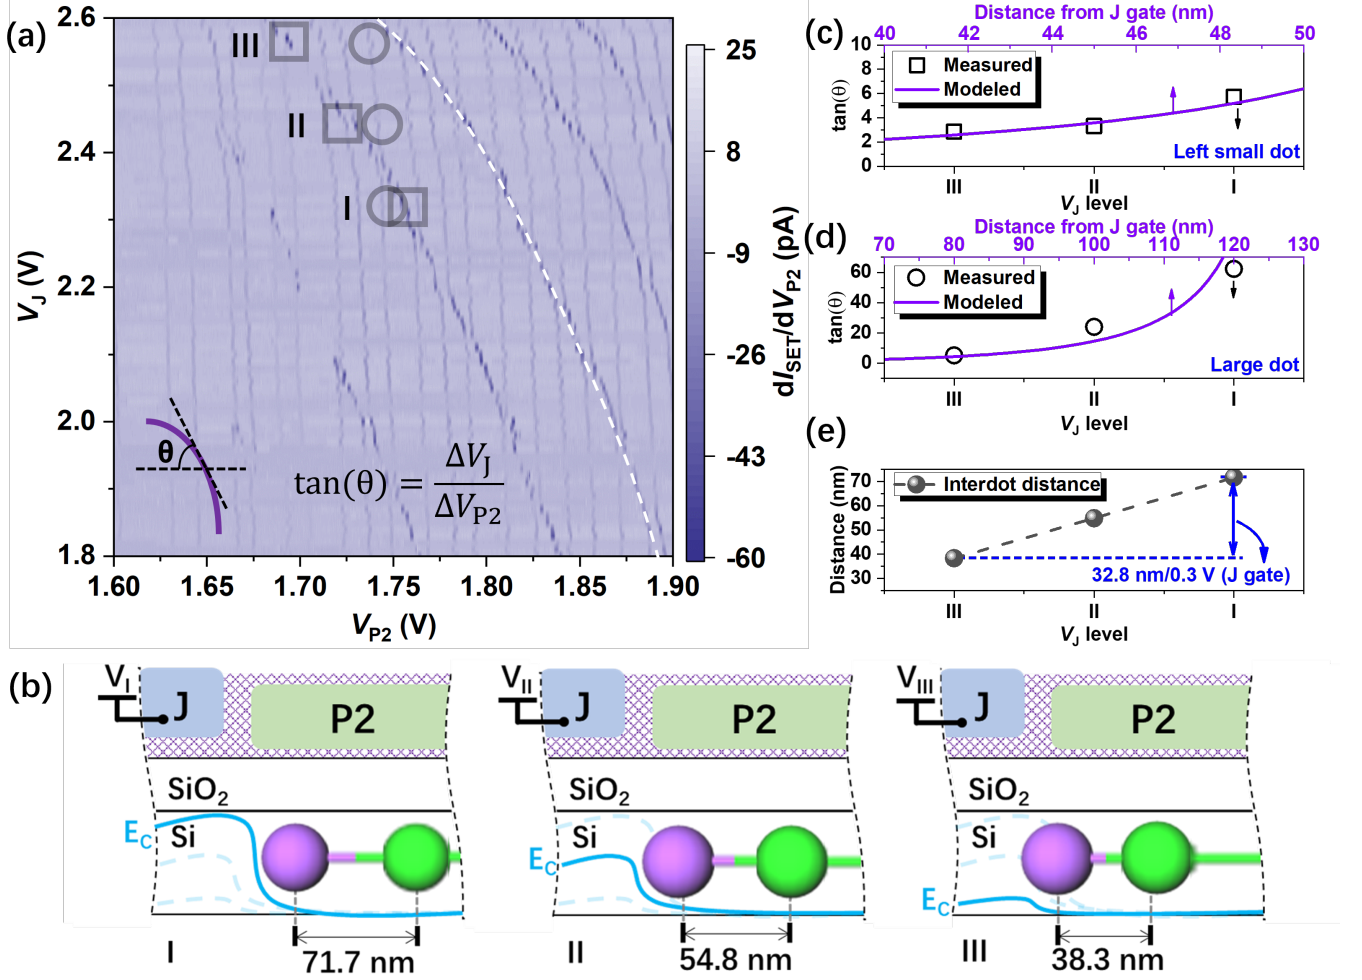 (a)
2.6
2.4
2.2
2.0
1.8
V_J (V)
1.60 1.65 1.70 1.75 1.80 1.85 1.90
V_P2 (V)
III
II
I
θ
tan(θ) = ΔV_J / ΔV_P2
25
8
-9
-26
-43
-60
dI_SET/dV_P2 (pA)
(c)
Distance from J gate (nm)
40 42 44 46 48 50
10
8
6
4
2
0
tan(θ)
Measured
Modeled
Left small dot
III II I
V_J level
(d)
Distance from J gate (nm)
70 80 90 100 110 120 130
60
40
20
0
tan(θ)
Measured
Modeled
Large dot
III II I
V_J level
(e)
70
60
50
40
30
Distance (nm)
Interdot distance
32.8 nm/0.3 V (J gate)
III II I
V_J level
(b)
V_I
J
P2
SiO₂
E_C
Si
I
71.7 nm
V_II
J
P2
SiO₂
E_C
Si
II
54.8 nm
V_III
J
P2
SiO₂
Si
E_C
III
38.3 nm